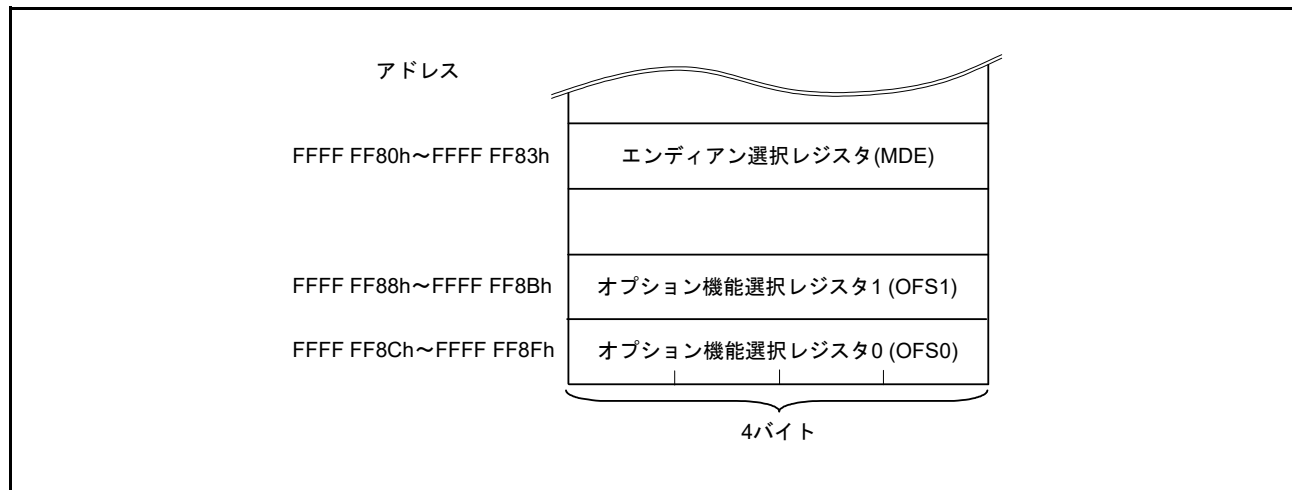 アドレス
FFFF FF80h～FFFF FF83h エンディアン選択レジスタ(MDE)
FFFF FF88h～FFFF FF8Bh オプション機能選択レジスタ1 (OFS1)
FFFF FF8Ch～FFFF FF8Fh オプション機能選択レジスタ0 (OFS0)
4バイト